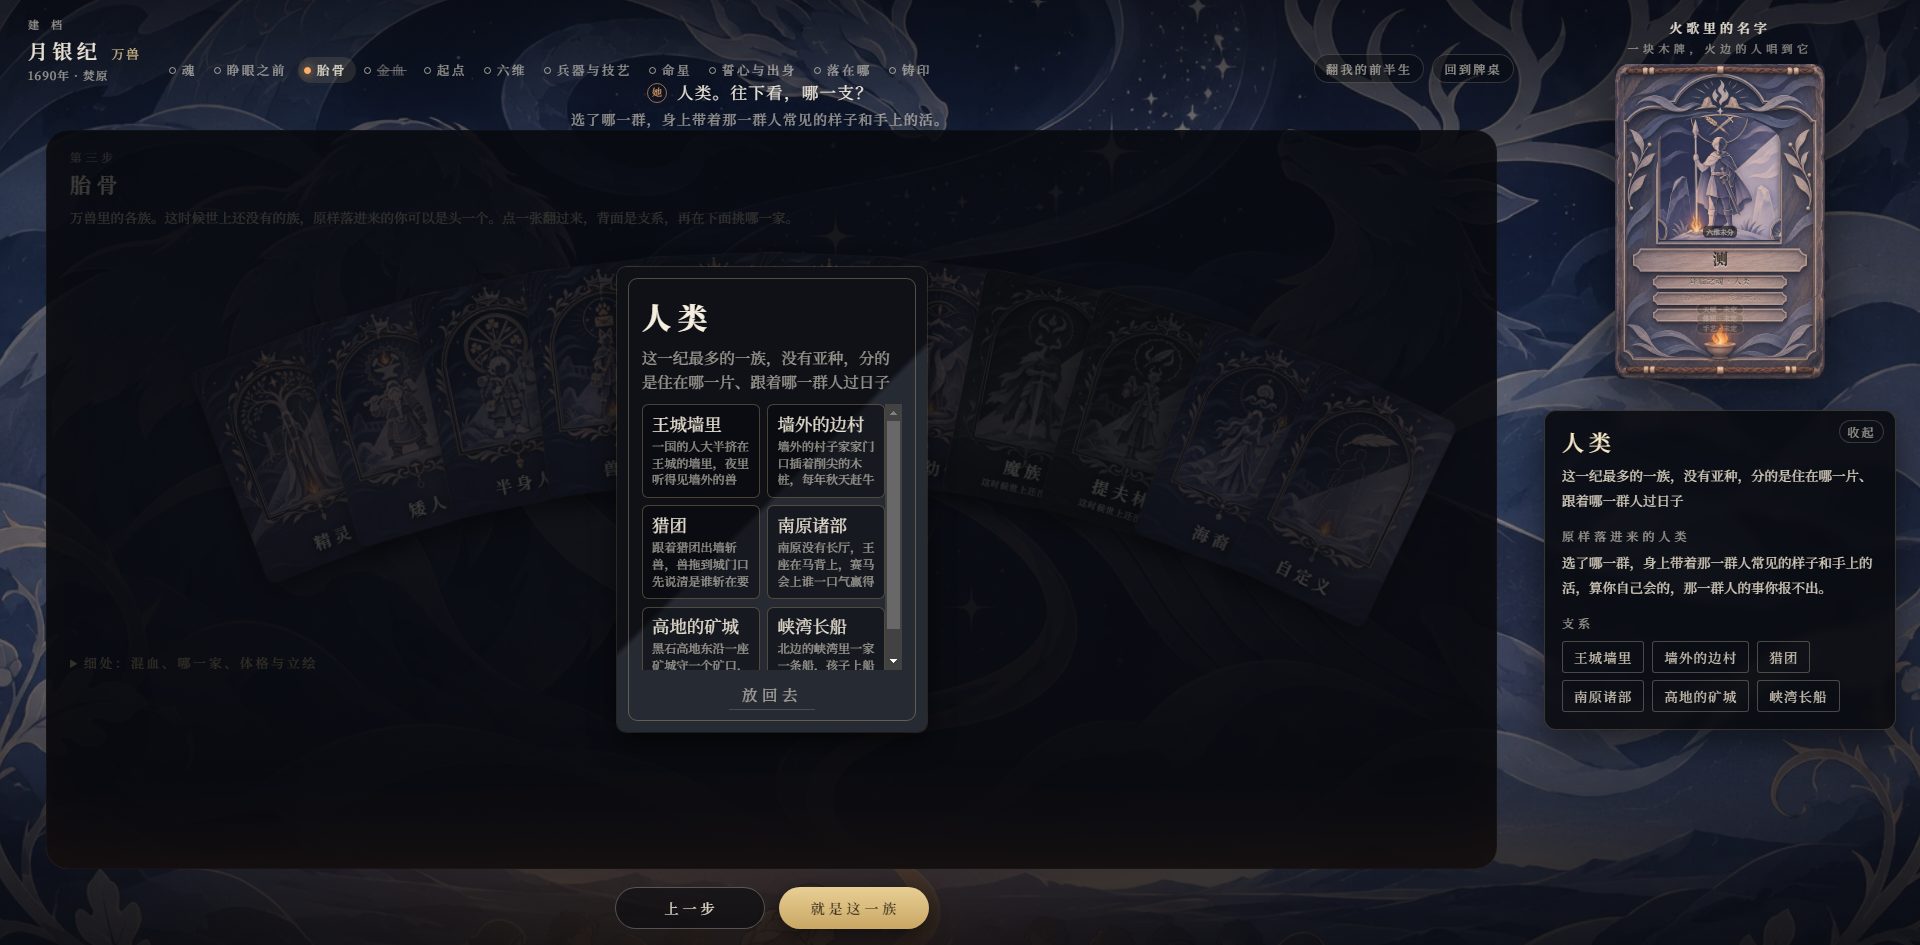 建 档
月银纪 万兽
1690年 · 焚原
魂 睁眼之前 胎骨 金血 起点 六维 兵器与技艺 命星 誓心与出身 落在哪 铸印
她 人类。往下看，哪一支？
选了哪一群，身上带着那一群人常见的样子和手上的活。
翻我的前半生 回到牌桌
火歌里的名字
一块木牌，火边的人唱到它
六维未分
测
第三步
胎骨
万兽里的各族。这时候世上还没有的族，原样落进来的你可以是头一个。点一张翻过来，背面是支系，再在下面挑哪一家。
精灵
矮人
半身人
兽
魔族
这时候世上还没
提夫林
这时候世上还没
海裔
自定义
人类
这一纪最多的一族，没有亚种，分的
是住在哪一片、跟着哪一群人过日子
王城墙里
一国的人大半挤在
王城的墙里，夜里
听得见墙外的兽
墙外的边村
墙外的村子家家门
口插着削尖的木
桩，每年秋天赶牛
猎团
跟着猎团出墙斩
兽，兽拖到城门口
先说清是谁斩在要
南原诸部
南原没有长厅，王
座在马背上，赛马
会上谁一口气赢得
高地的矿城
黑石高地东沿一座
矿城守一个矿口，
峡湾长船
北边的峡湾里一家
一条船，孩子上船
放回去
▶ 细处：混血、哪一家、体格与立绘
上一步
就是这一族
人类
收起
这一纪最多的一族，没有亚种，分的是住在哪一片、
跟着哪一群人过日子
原样落进来的人类
选了哪一群，身上带着那一群人常见的样子和手上的
活，算你自己会的，那一群人的事你报不出。
支系
王城墙里 墙外的边村 猎团
南原诸部 高地的矿城 峡湾长船